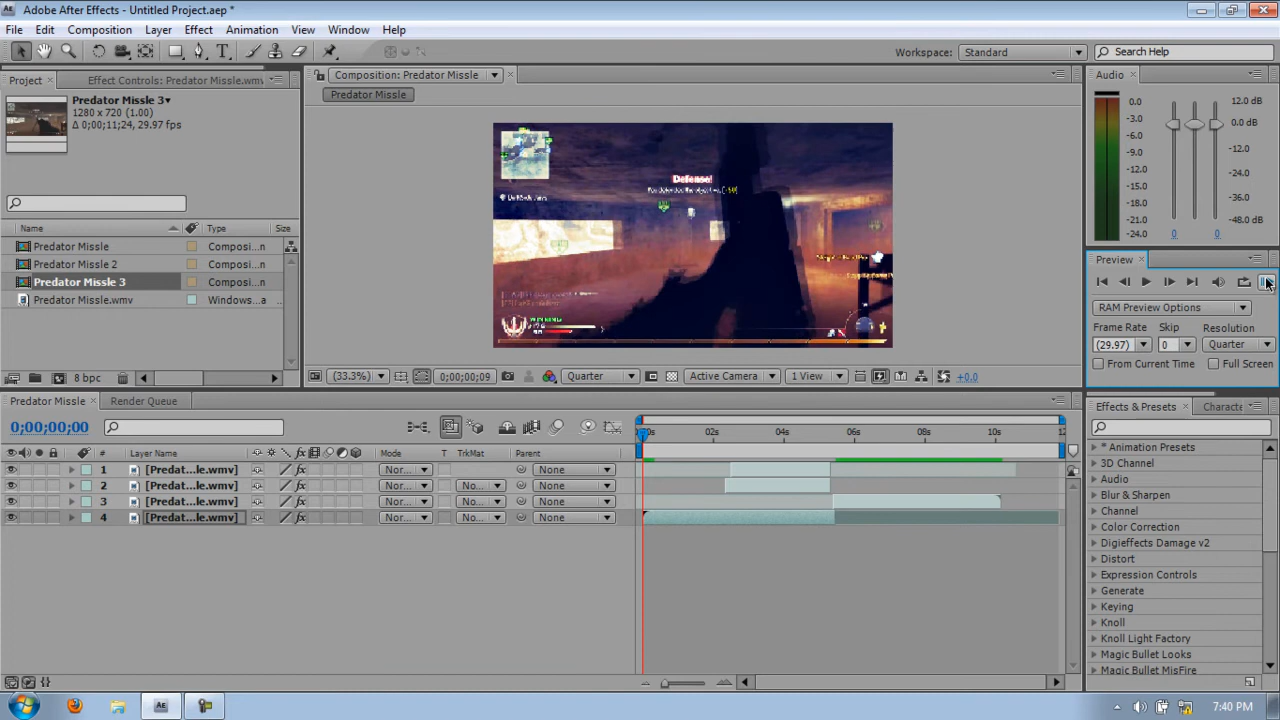 Adobe After Effects - Untitled Project.aep *
File Edit Composition Layer Effect Animation View Window Help
Workspace: Standard Search Help
Project Effect Controls: Predator Missle.wmv
Composition: Predator Missle
Audio
Predator Missle 3
1280 x 720 (1.00)
Δ 0;00;11;24, 29.97 fps
Predator Missle
0.0 12.0 dB
-3.0 0.0 dB
-6.0
-9.0 -12.0
-12.0
-15.0 -24.0
-18.0 -36.0
-21.0 -48.0 dB
-24.0 0 0
Defense!
Name Type Size
Predator Missle Composi...n
Predator Missle 2 Composi...n
Predator Missle 3 Composi...n
Predator Missle.wmv Windows...a
Preview
RAM Preview Options
Frame Rate Skip Resolution
(29.97) 0 Quarter
From Current Time Full Screen
8 bpc
(33.3%) 0;00;00;09 Quarter Active Camera 1 View +0.0
Predator Missle Render Queue
0;00;00;00
# Layer Name Mode T TrkMat Parent
1 [Predat...le.wmv] Nor... None
2 [Predat...le.wmv] Nor... No... None
3 [Predat...le.wmv] Nor... No... None
4 [Predat...le.wmv] Nor... No... None
0s 02s 04s 06s 08s 10s 12
Effects & Presets Characte
* Animation Presets
3D Channel
Audio
Blur & Sharpen
Channel
Color Correction
Digieffects Damage v2
Distort
Expression Controls
Generate
Keying
Knoll
Knoll Light Factory
Magic Bullet Looks
Magic Bullet MisFire
7:40 PM